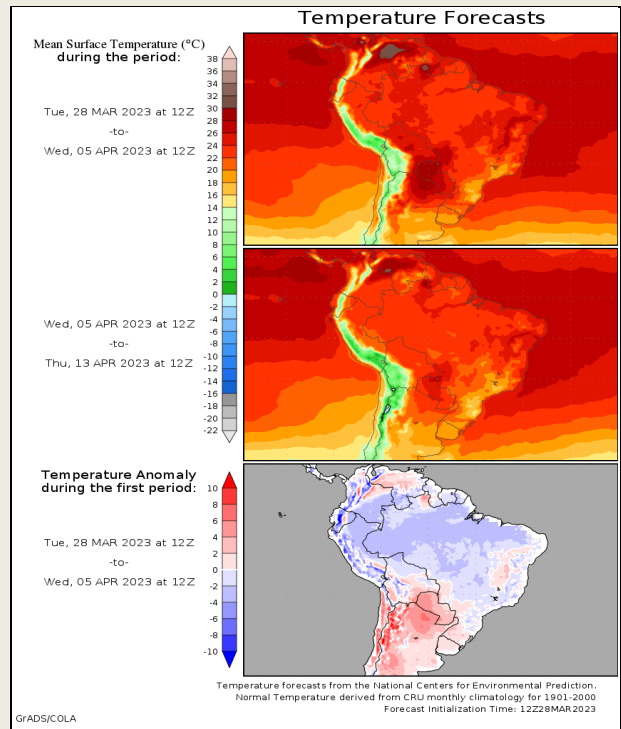 Temperature Forecasts
Mean Surface Temperature (°C)
during the period:
Tue, 28 MAR 2023 at 12Z
-to-
Wed, 05 APR 2023 at 12Z
38
36
34
32
30
28
26
24
22
20
18
16
14
12
10
8
6
4
2
0
-2
-4
-6
-8
-10
-12
-14
-16
-18
-20
-22
Wed, 05 APR 2023 at 12Z
-to-
Thu, 13 APR 2023 at 12Z
Temperature Anomaly
during the first period:
Tue, 28 MAR 2023 at 12Z
-to-
Wed, 05 APR 2023 at 12Z
10
8
6
4
2
0
-2
-4
-6
-8
-10
Temperature forecasts from the National Centers for Environmental Prediction.
Normal Temperature derived from CRU monthly climatology for 1901-2000
Forecast Initialization Time: 12Z28MAR2023
GrADS/COLA